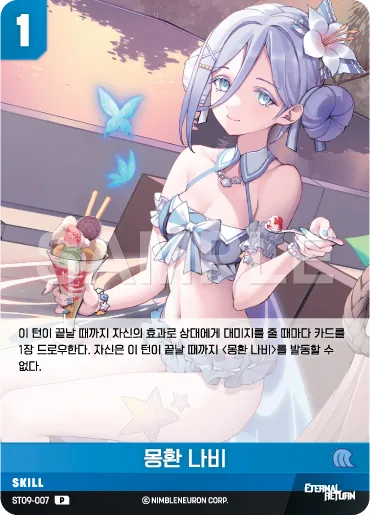 1
SAMPLE
이 턴이 끝날 때까지 자신의 효과로 상대에게 대미지를 줄 때마다 카드를
1장 드로우한다. 자신은 이 턴이 끝날 때까지 <몽환 나비>를 발동할 수
없다.
몽환 나비
SKILL
ST09-007 P
© NIMBLENEURON CORP.
ETERNAL
RETURN